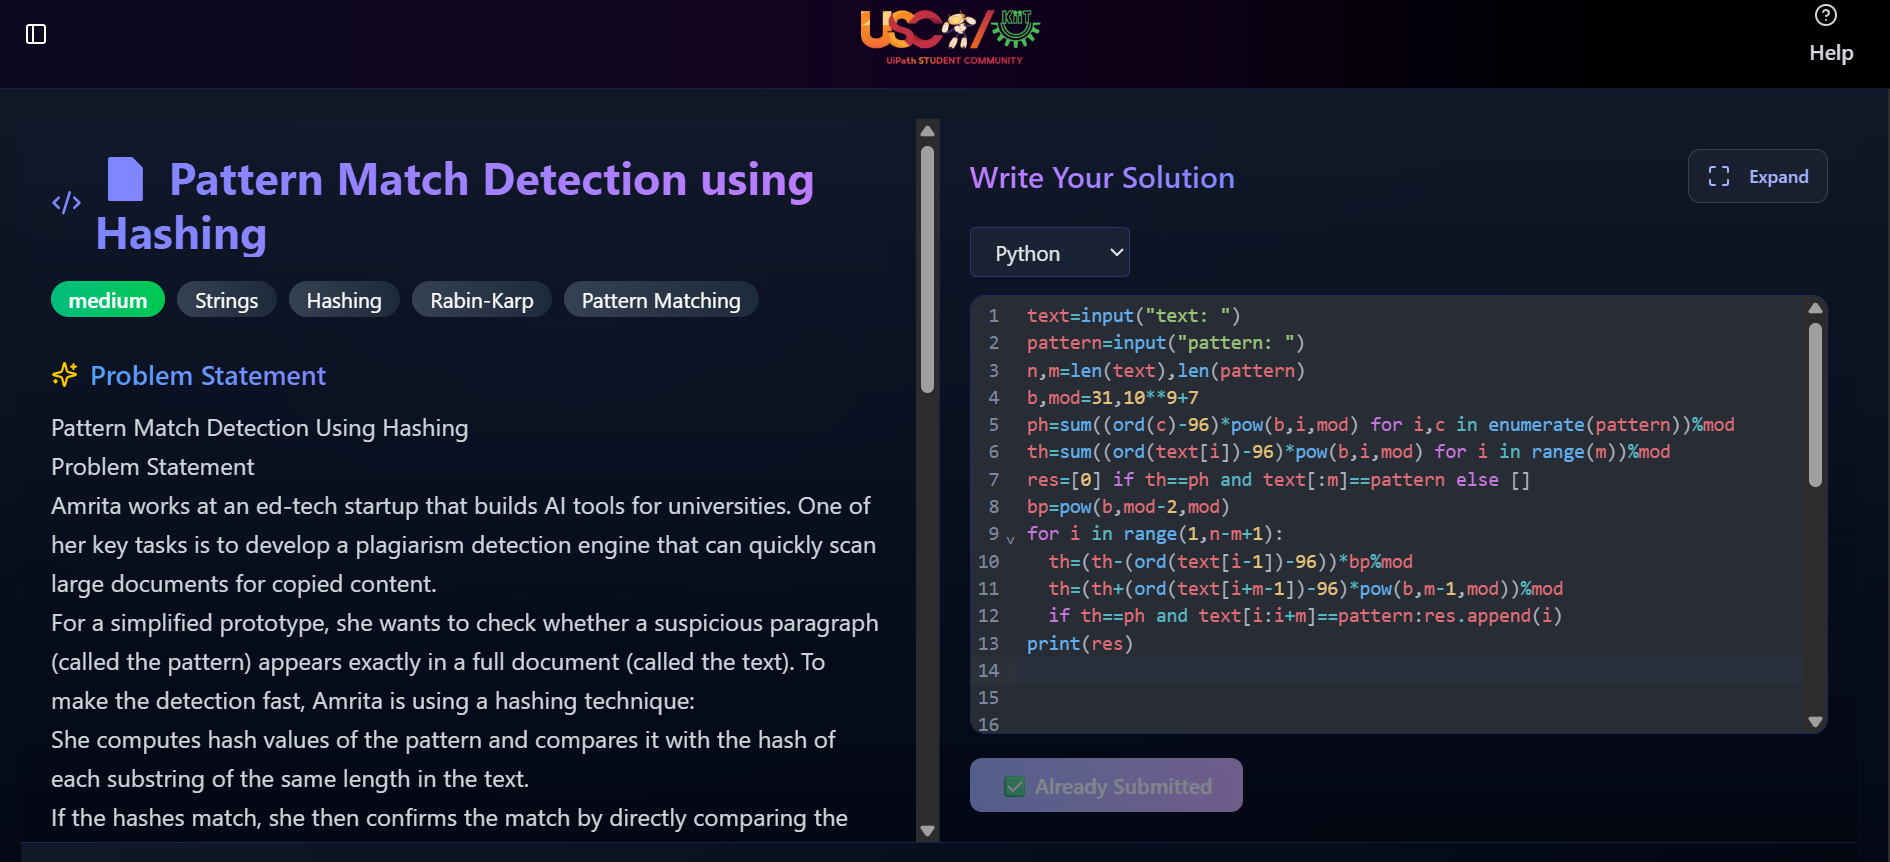 USC/KIIT
UiPath STUDENT COMMUNITY
Help
Pattern Match Detection using
Hashing
medium
Strings
Hashing
Rabin-Karp
Pattern Matching
Problem Statement
Pattern Match Detection Using Hashing
Problem Statement
Amrita works at an ed-tech startup that builds AI tools for universities. One of
her key tasks is to develop a plagiarism detection engine that can quickly scan
large documents for copied content.
For a simplified prototype, she wants to check whether a suspicious paragraph
(called the pattern) appears exactly in a full document (called the text). To
make the detection fast, Amrita is using a hashing technique:
She computes hash values of the pattern and compares it with the hash of
each substring of the same length in the text.
If the hashes match, she then confirms the match by directly comparing the
Write Your Solution
Expand
Python
1 text=input("text: ")
2 pattern=input("pattern: ")
3 n,m=len(text),len(pattern)
4 b,mod=31,10**9+7
5 ph=sum((ord(c)-96)*pow(b,i,mod) for i,c in enumerate(pattern))%mod
6 th=sum((ord(text[i])-96)*pow(b,i,mod) for i in range(m))%mod
7 res=[0] if th==ph and text[:m]==pattern else []
8 bp=pow(b,mod-2,mod)
9 for i in range(1,n-m+1):
10 th=(th-(ord(text[i-1])-96))*bp%mod
11 th=(th+(ord(text[i+m-1])-96)*pow(b,m-1,mod))%mod
12 if th==ph and text[i:i+m]==pattern:res.append(i)
13 print(res)
14
15
16
Already Submitted